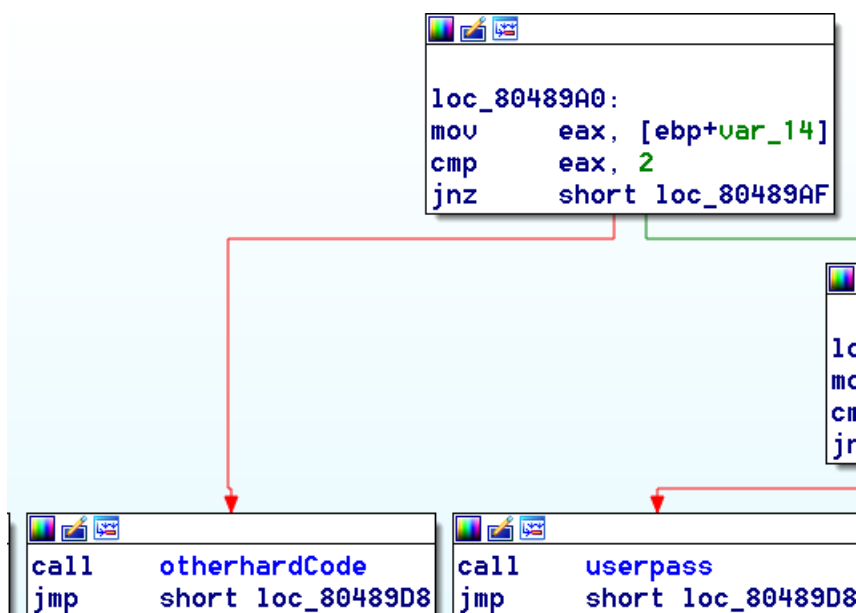 loc_80489A0:
mov eax, [ebp+var_14]
cmp eax, 2
jnz short loc_80489AF
call otherhardCode
jmp short loc_80489D8
call userpass
jmp short loc_80489D8